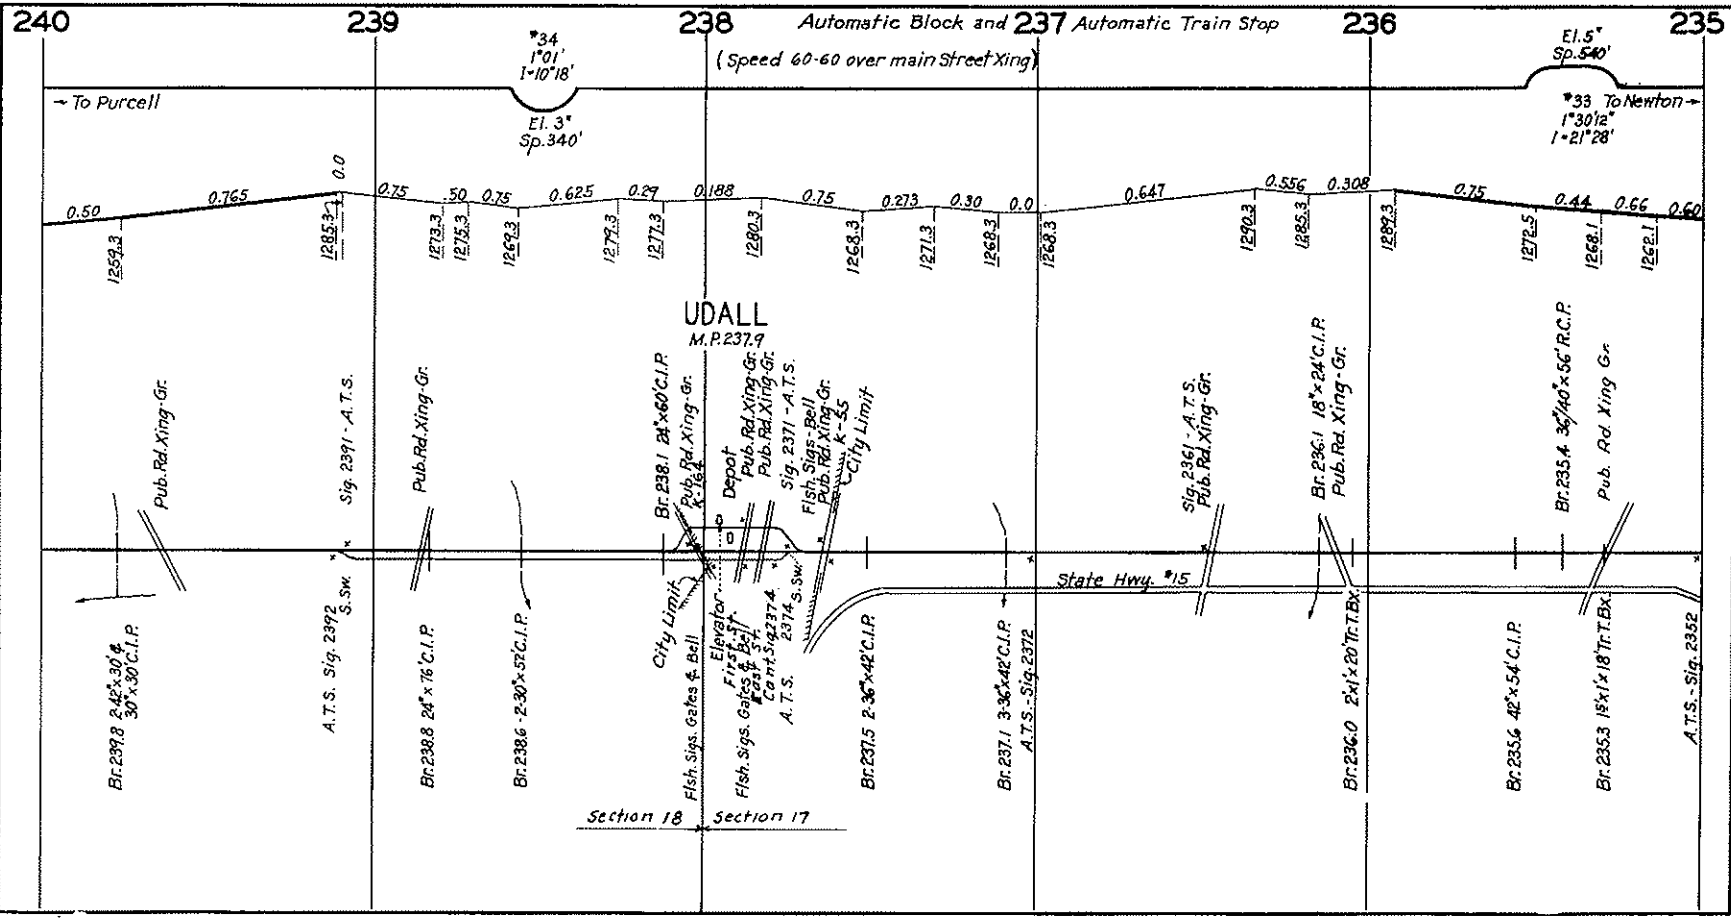 240
239
238
Automatic Block and
237
Automatic Train Stop
236
235
(Speed 60-60 over main Street Xing)
#34
1°01'
I=10°18'
El. 3"
Sp. 340'
El. 5"
Sp. 540'
#33
1°30'12"
I=21°28'
→ To Purcell
To Newton →
0.50
0.765
0.0
0.75
.50
0.75
0.625
0.29
0.188
0.75
0.273
0.30
0.0
0.647
0.556
0.308
0.75
0.44
0.66
0.60
1259.3
1285.3
1273.3
1275.3
1269.3
1279.3
1277.3
1280.3
1268.3
1271.3
1268.3
1268.3
1290.3
1285.3
1289.3
1272.5
1268.1
1262.1
UDALL
M.P. 237.9
Pub. Rd. Xing-Gr.
Sig. 2391 - A.T.S.
Pub. Rd. Xing-Gr.
Br. 238.1 24"x60' C.I.P.
Pub. Rd. Xing-Gr.
K-164
Depot
Pub. Rd. Xing-Gr.
Pub. Rd. Xing-Gr.
Sig. 2371 - A.T.S.
Flsh. Sigs-Bell
Pub. Rd. Xing-Gr.
K-55
City Limit
Sig. 2361 - A.T.S.
Pub. Rd. Xing-Gr.
Br. 236.1 18"x24' C.I.P.
Pub. Rd. Xing-Gr.
Br. 235.4 36"/40"x56' R.C.P.
Pub. Rd. Xing Gr.
State Hwy. #15
Br. 239.8 2-42"x30' &
30"x30' C.I.P.
A.T.S. Sig. 2392
S. Sw.
Br. 238.8 24"x76' C.I.P.
Br. 238.6 - 2-30"x52' C.I.P.
City Limit
Flsh. Sigs. Gates & Bell
Elevator
First St.
Flsh. Sigs. Gates & Bell
East St.
Cant Sig. 2374
A.T.S. 2374
S. Sw.
Br. 237.5 2-36"x42' C.I.P.
Br. 237.1 3-36"x42' C.I.P.
A.T.S. - Sig. 2372
Br. 236.0 2'x1'x20' Tr. T. Bx.
Br. 235.6 42"x54' C.I.P.
Br. 235.3 1'x18' Tr. T. Bx.
A.T.S. - Sig. 2352
Section 18
Section 17